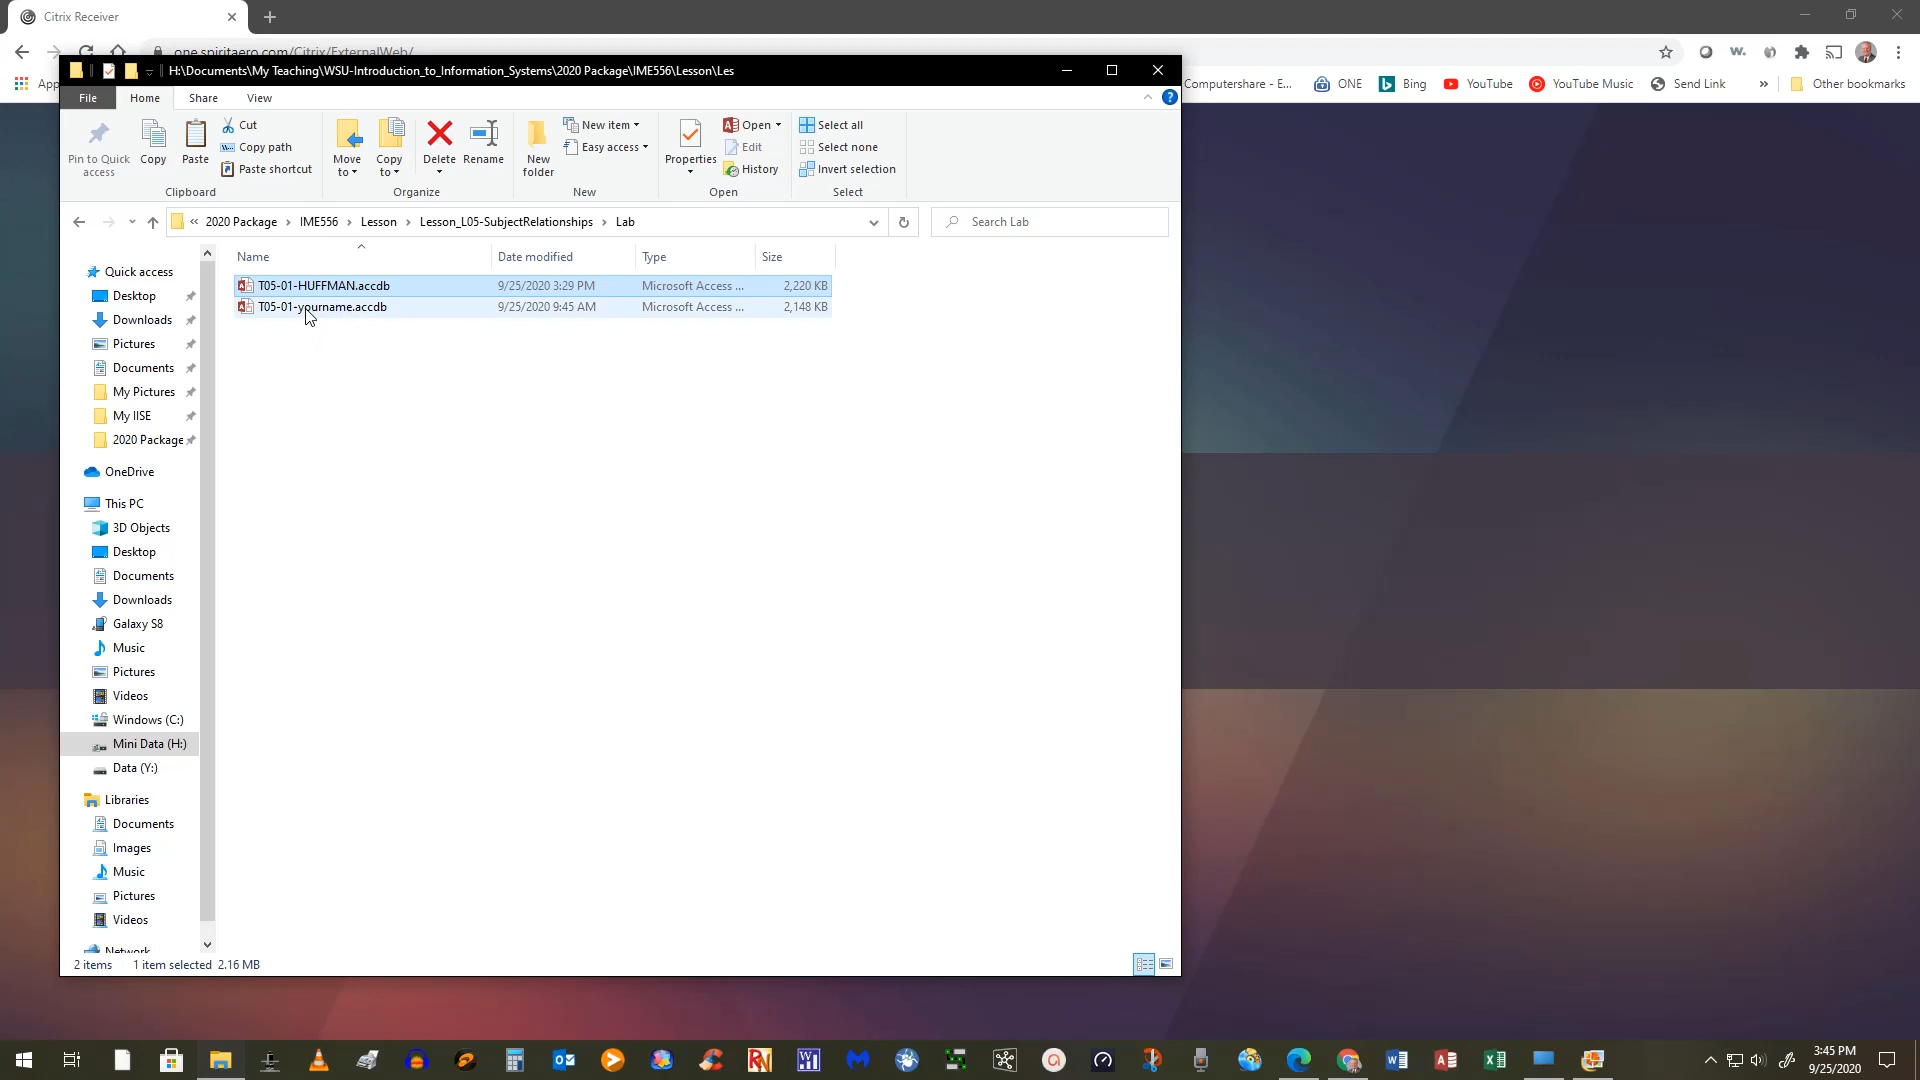 Citrix Receiver
one.spiritaero.com/Citrix/ExternalWeb/
App
Computershare - E...
ONE
Bing
YouTube
YouTube Music
Send Link
»
Other bookmarks
H:\Documents\My Teaching\WSU-Introduction_to_Information_Systems\2020 Package\IME556\Lesson\Les
File Home Share View
Pin to Quick access
Copy
Paste
Cut
Copy path
Paste shortcut
Clipboard
Move to
Copy to
Delete
Rename
Organize
New folder
New item
Easy access
New
Properties
Open
Edit
History
Open
Select all
Select none
Invert selection
Select
« 2020 Package › IME556 › Lesson › Lesson_L05-SubjectRelationships › Lab
Search Lab
Name Date modified Type Size
T05-01-HUFFMAN.accdb 9/25/2020 3:29 PM Microsoft Access ... 2,220 KB
T05-01-yourname.accdb 9/25/2020 9:45 AM Microsoft Access ... 2,148 KB
Quick access
Desktop
Downloads
Pictures
Documents
My Pictures
My IISE
2020 Package
OneDrive
This PC
3D Objects
Desktop
Documents
Downloads
Galaxy S8
Music
Pictures
Videos
Windows (C:)
Mini Data (H:)
Data (Y:)
Libraries
Documents
Images
Music
Pictures
Videos
Network
2 items 1 item selected 2.16 MB
3:45 PM
9/25/2020